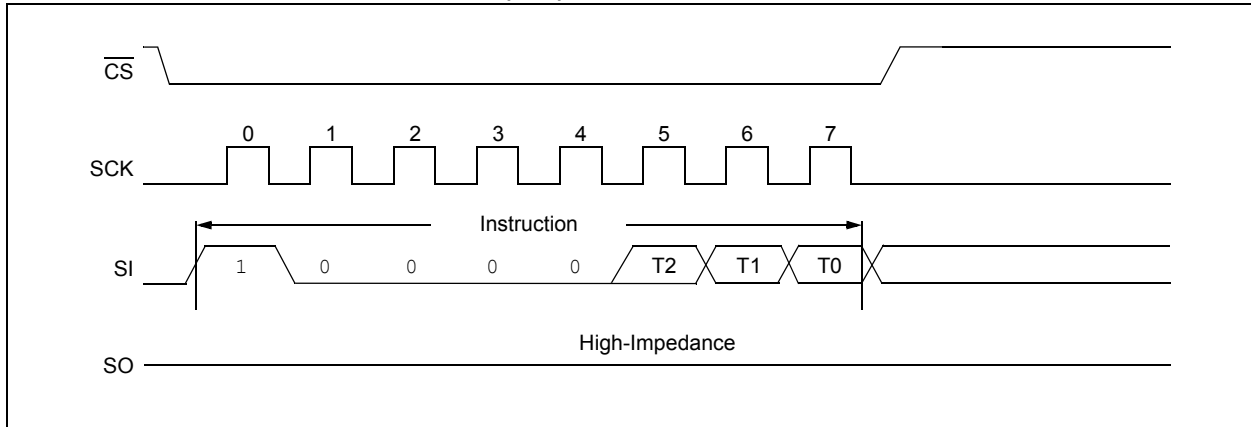 CS
0 1 2 3 4 5 6 7
SCK
Instruction
SI 1 0 0 0 0 T2 T1 T0
High-Impedance
SO